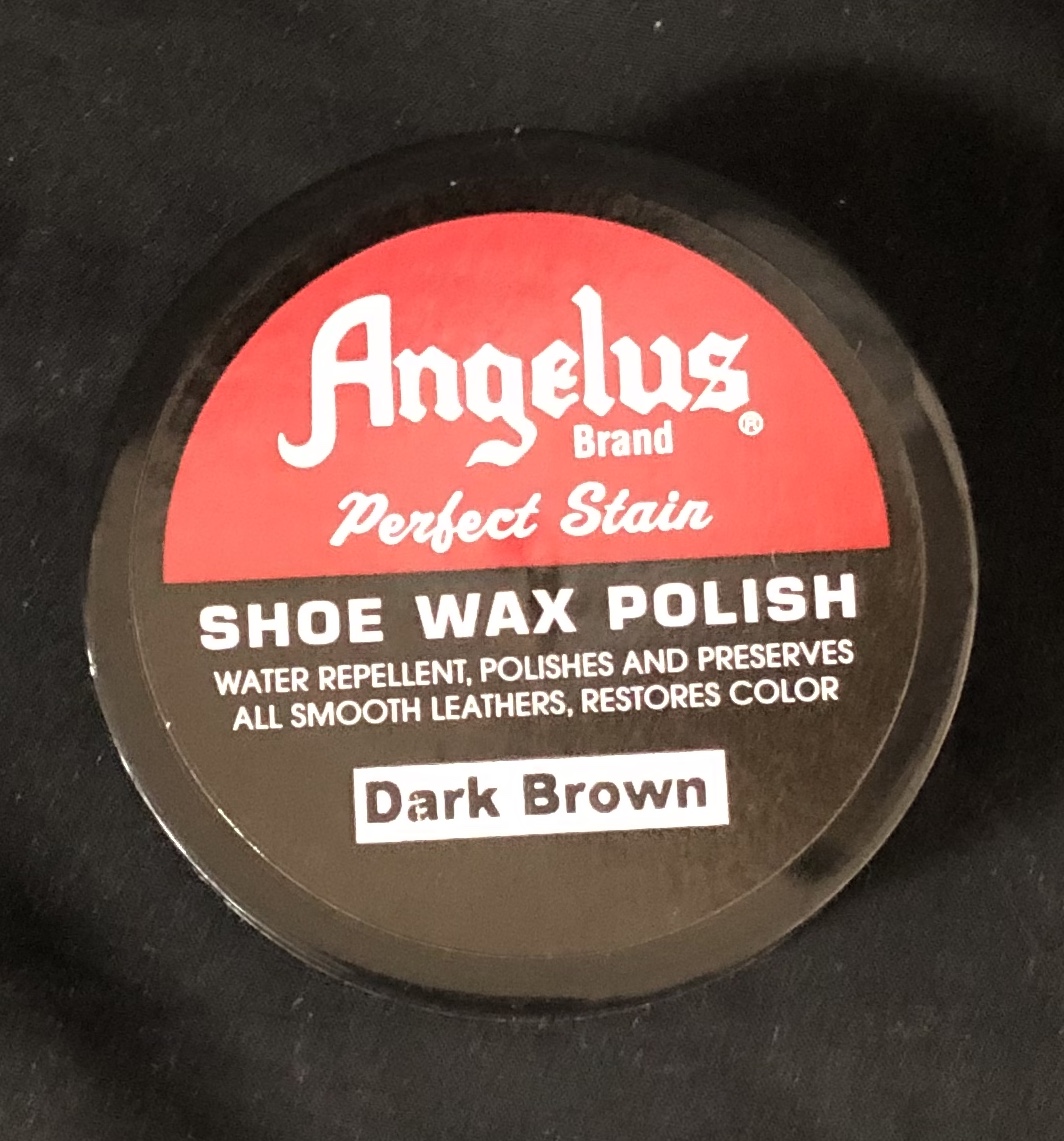 Angelus®
Brand
Perfect Stain
SHOE WAX POLISH
WATER REPELLENT, POLISHES AND PRESERVES
ALL SMOOTH LEATHERS, RESTORES COLOR
Dark Brown